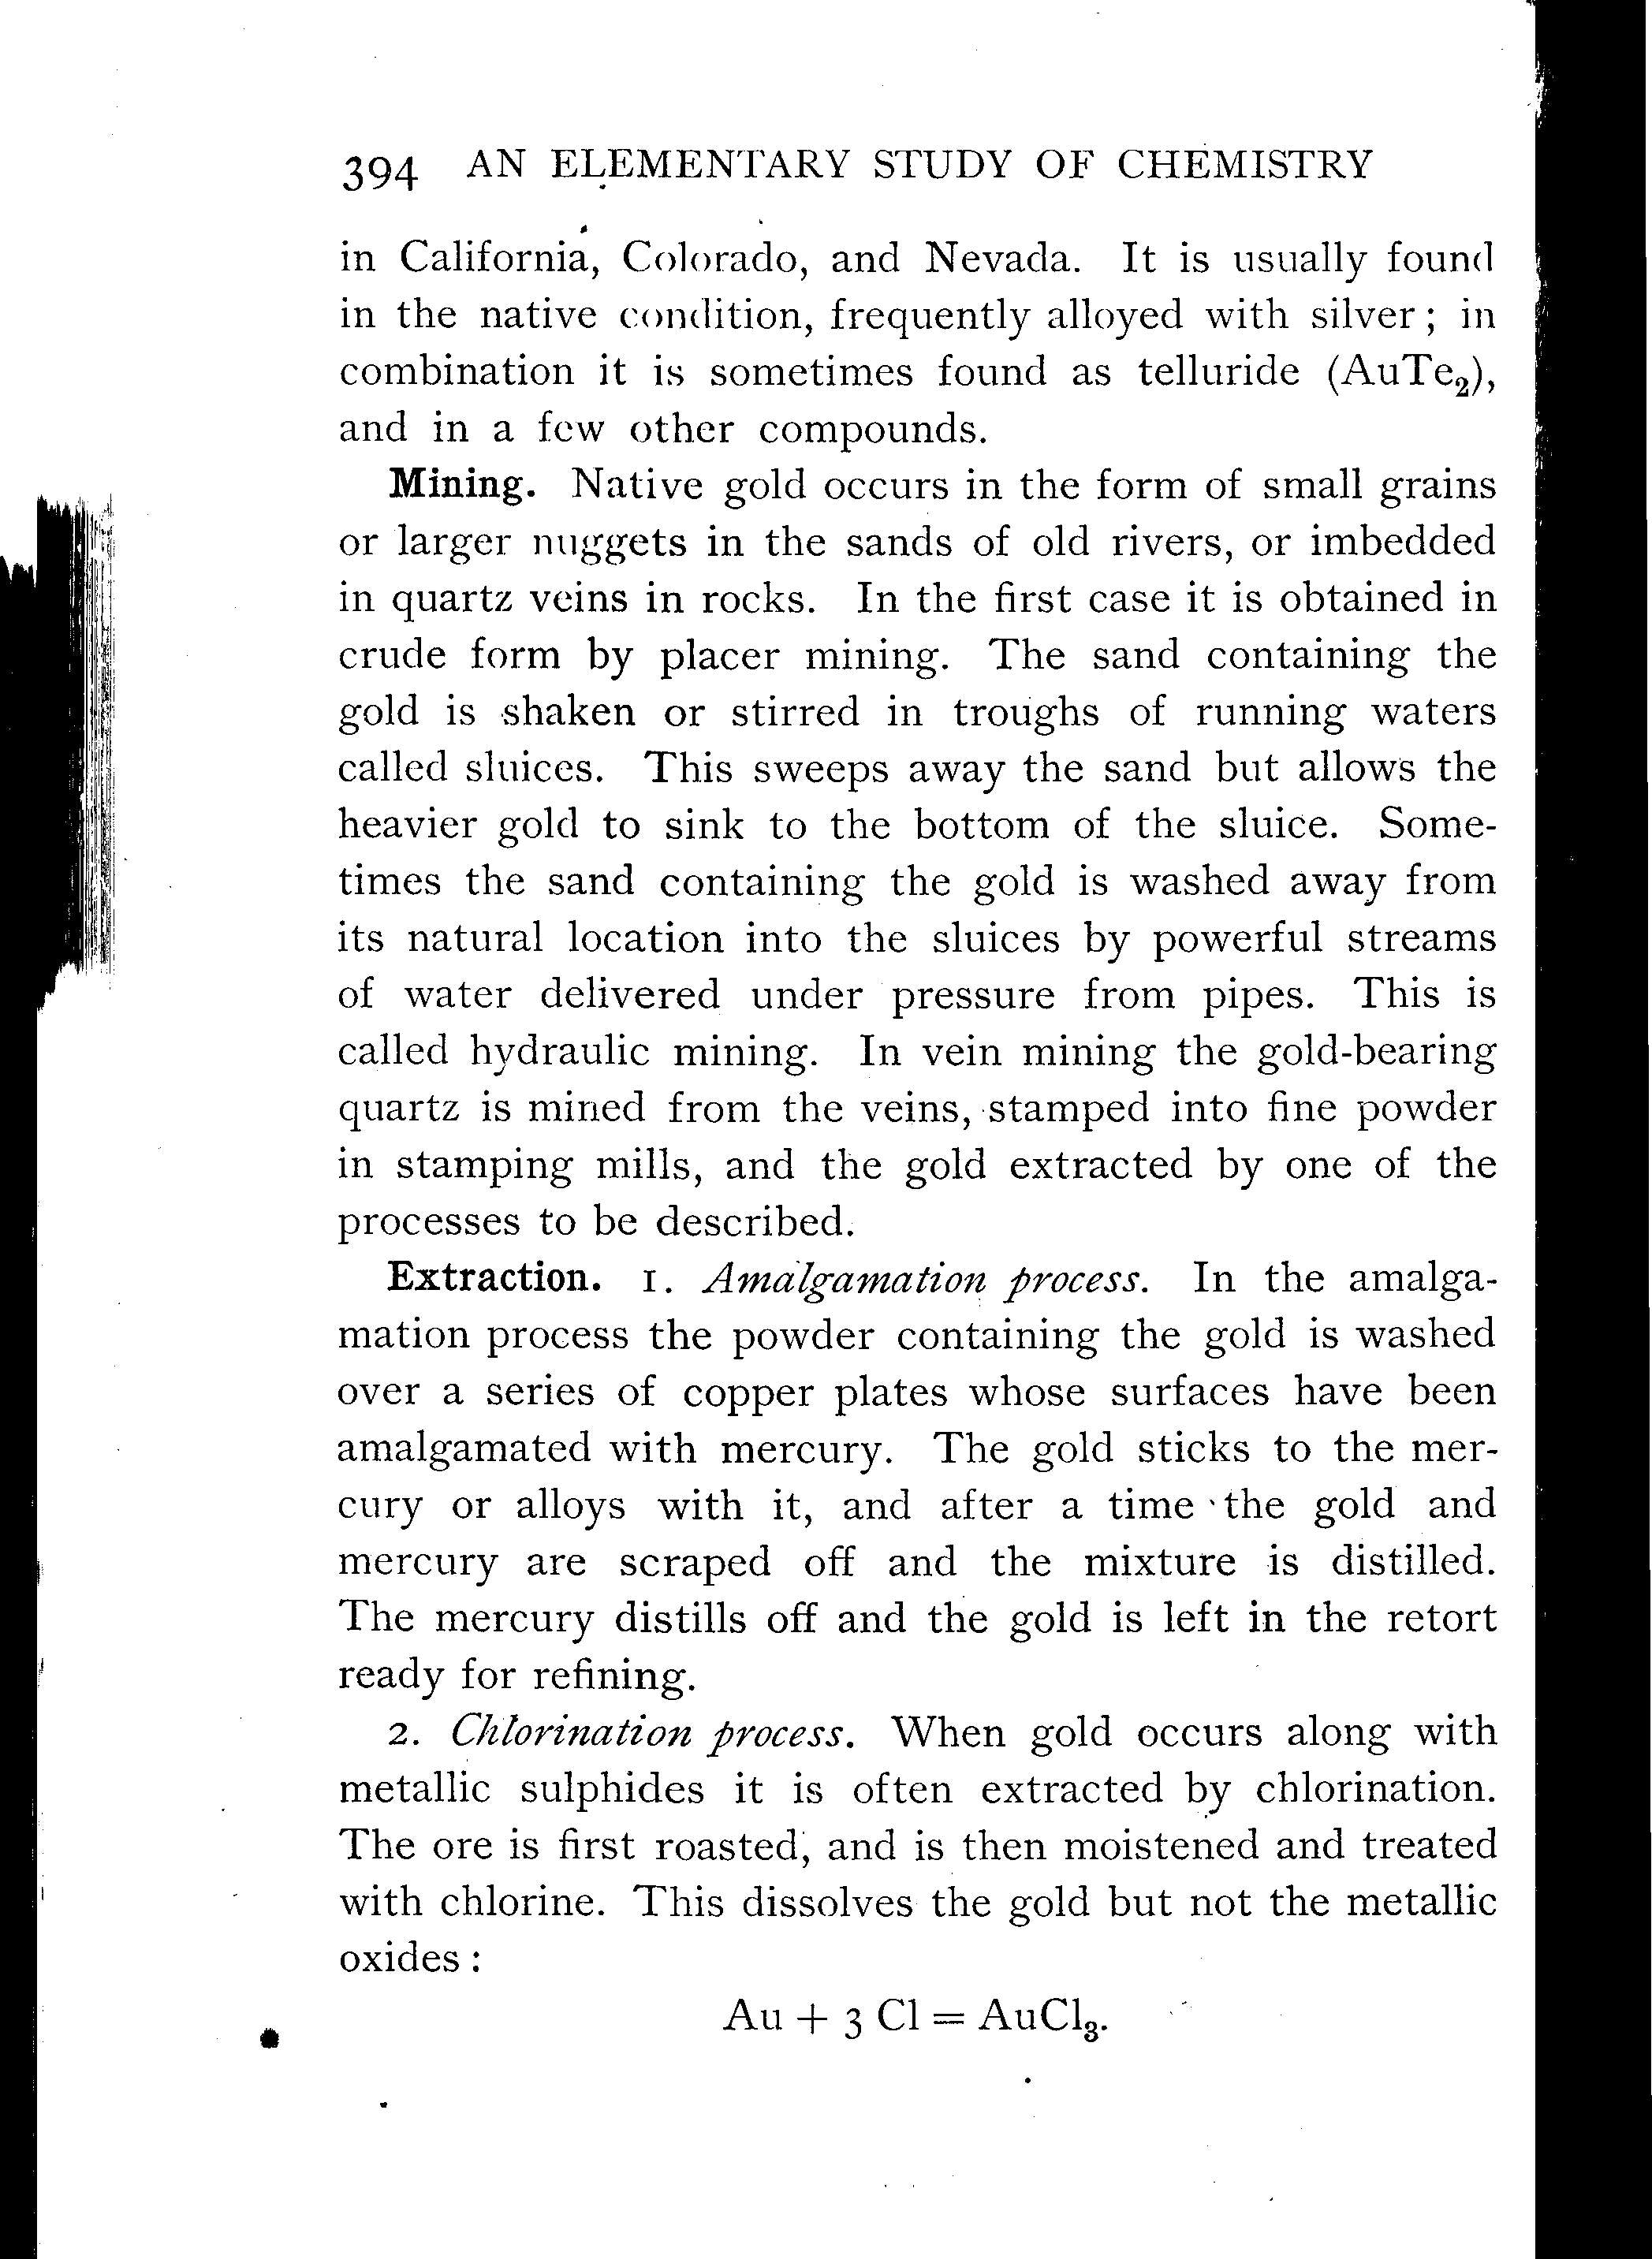 394 AN ELEMENTARY STUDY OF CHEMISTRY
in California, Colorado, and Nevada. It is usually found
in the native condition, frequently alloyed with silver; in
combination it is sometimes found as telluride (AuTe₂),
and in a few other compounds.
Mining. Native gold occurs in the form of small grains
or larger nuggets in the sands of old rivers, or imbedded
in quartz veins in rocks. In the first case it is obtained in
crude form by placer mining. The sand containing the
gold is shaken or stirred in troughs of running waters
called sluices. This sweeps away the sand but allows the
heavier gold to sink to the bottom of the sluice. Some-
times the sand containing the gold is washed away from
its natural location into the sluices by powerful streams
of water delivered under pressure from pipes. This is
called hydraulic mining. In vein mining the gold-bearing
quartz is mined from the veins, stamped into fine powder
in stamping mills, and the gold extracted by one of the
processes to be described.
Extraction. 1. Amalgamation process. In the amalga-
mation process the powder containing the gold is washed
over a series of copper plates whose surfaces have been
amalgamated with mercury. The gold sticks to the mer-
cury or alloys with it, and after a time the gold and
mercury are scraped off and the mixture is distilled.
The mercury distills off and the gold is left in the retort
ready for refining.
2. Chlorination process. When gold occurs along with
metallic sulphides it is often extracted by chlorination.
The ore is first roasted, and is then moistened and treated
with chlorine. This dissolves the gold but not the metallic
oxides:
Au + 3 Cl = AuCl₃.